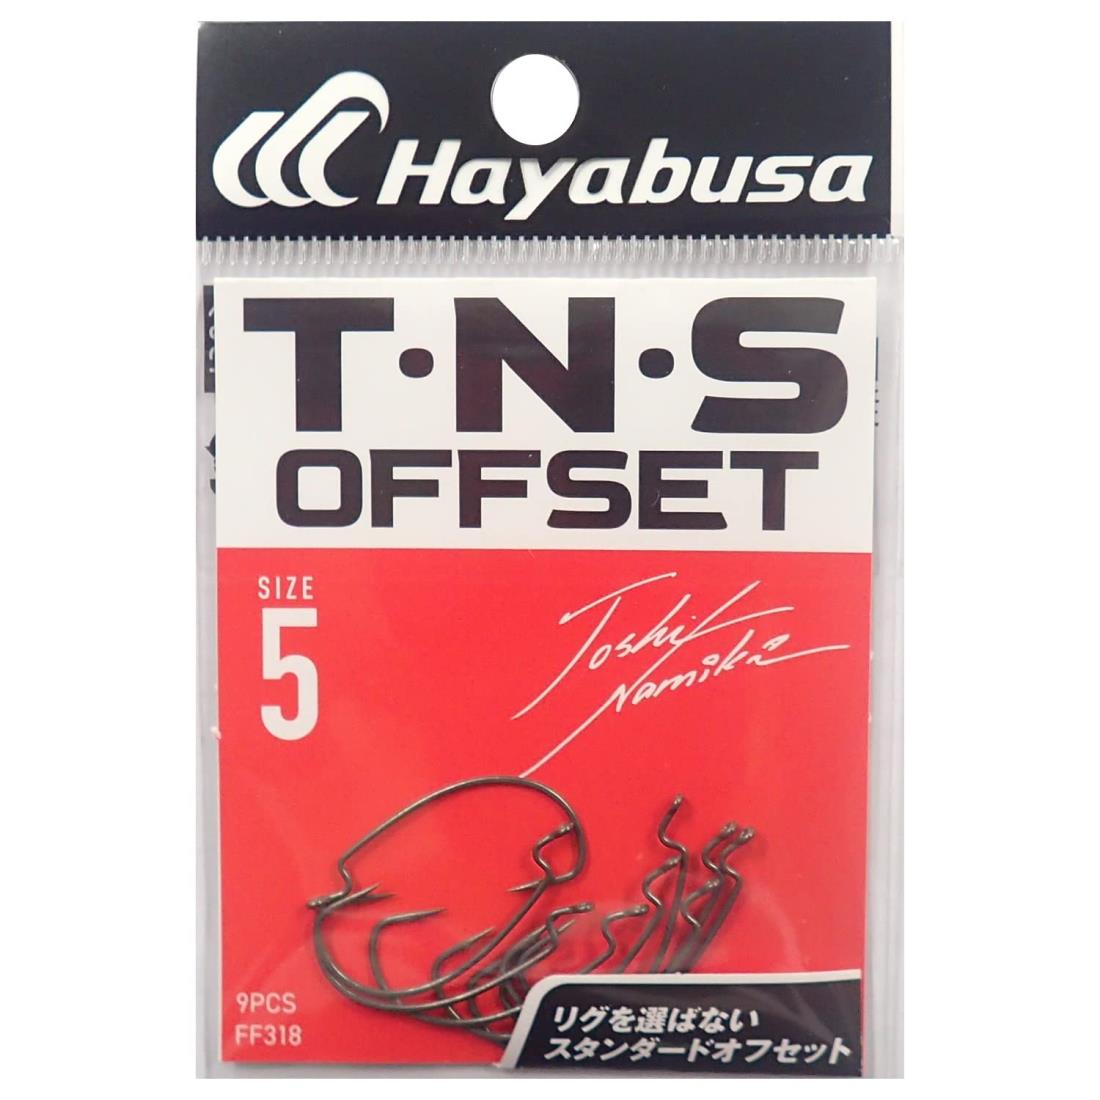 Hayabusa
T・N・S
OFFSET
SIZE
5
Toshi
Namiki
9PCS
FF318
リグを選ばない
スタンダードオフセット